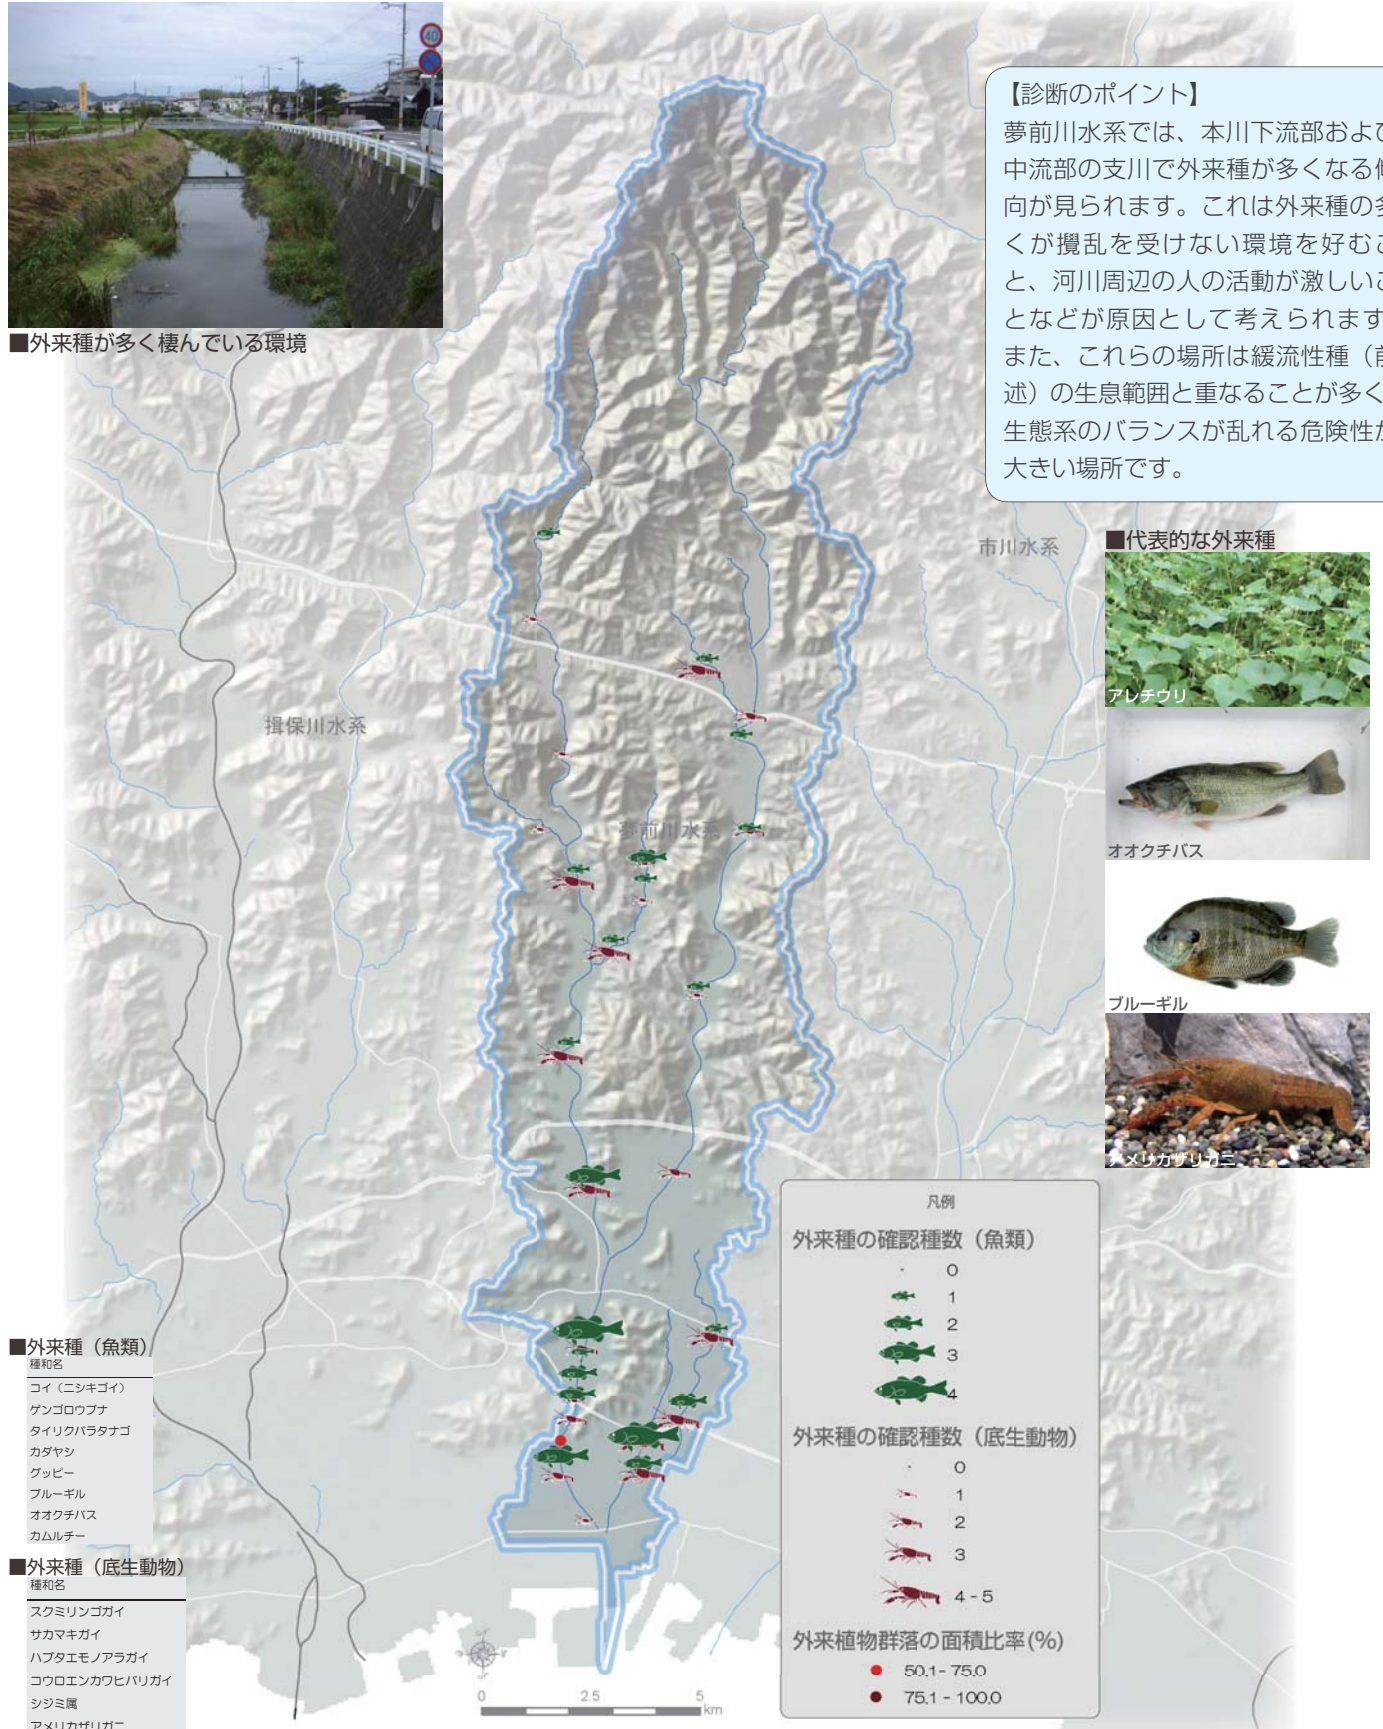 40
■外来種が多く棲んでいる環境
【診断のポイント】
夢前川水系では、本川下流部および
中流部の支川で外来種が多くなる傾
向が見られます。これは外来種の多
くが攪乱を受けない環境を好むこ
と、河川周辺の人の活動が激しいこ
となどが原因として考えられます
また、これらの場所は緩流性種（前
述）の生息範囲と重なることが多く
生態系のバランスが乱れる危険性が
大きい場所です。
市川水系
揖保川水系
夢前川水系
■代表的な外来種
アレチウリ
オオクチバス
ブルーギル
アメリカザリガニ
凡例
外来種の確認種数（魚類）
0
1
2
3
4
外来種の確認種数（底生動物）
0
1
2
3
4 - 5
外来植物群落の面積比率(%)
50.1 - 75.0
75.1 - 100.0
■外来種（魚類）
種和名
コイ（ニシキゴイ）
ゲンゴロウブナ
タイリクバラタナゴ
カダヤシ
グッピー
ブルーギル
オオクチバス
カムルチー
■外来種（底生動物）
種和名
スクミリンゴガイ
サカマキガイ
ハブタエモノアラガイ
コウロエンカワヒバリガイ
シジミ属
アメリカザリガニ
0 2.5 5
km